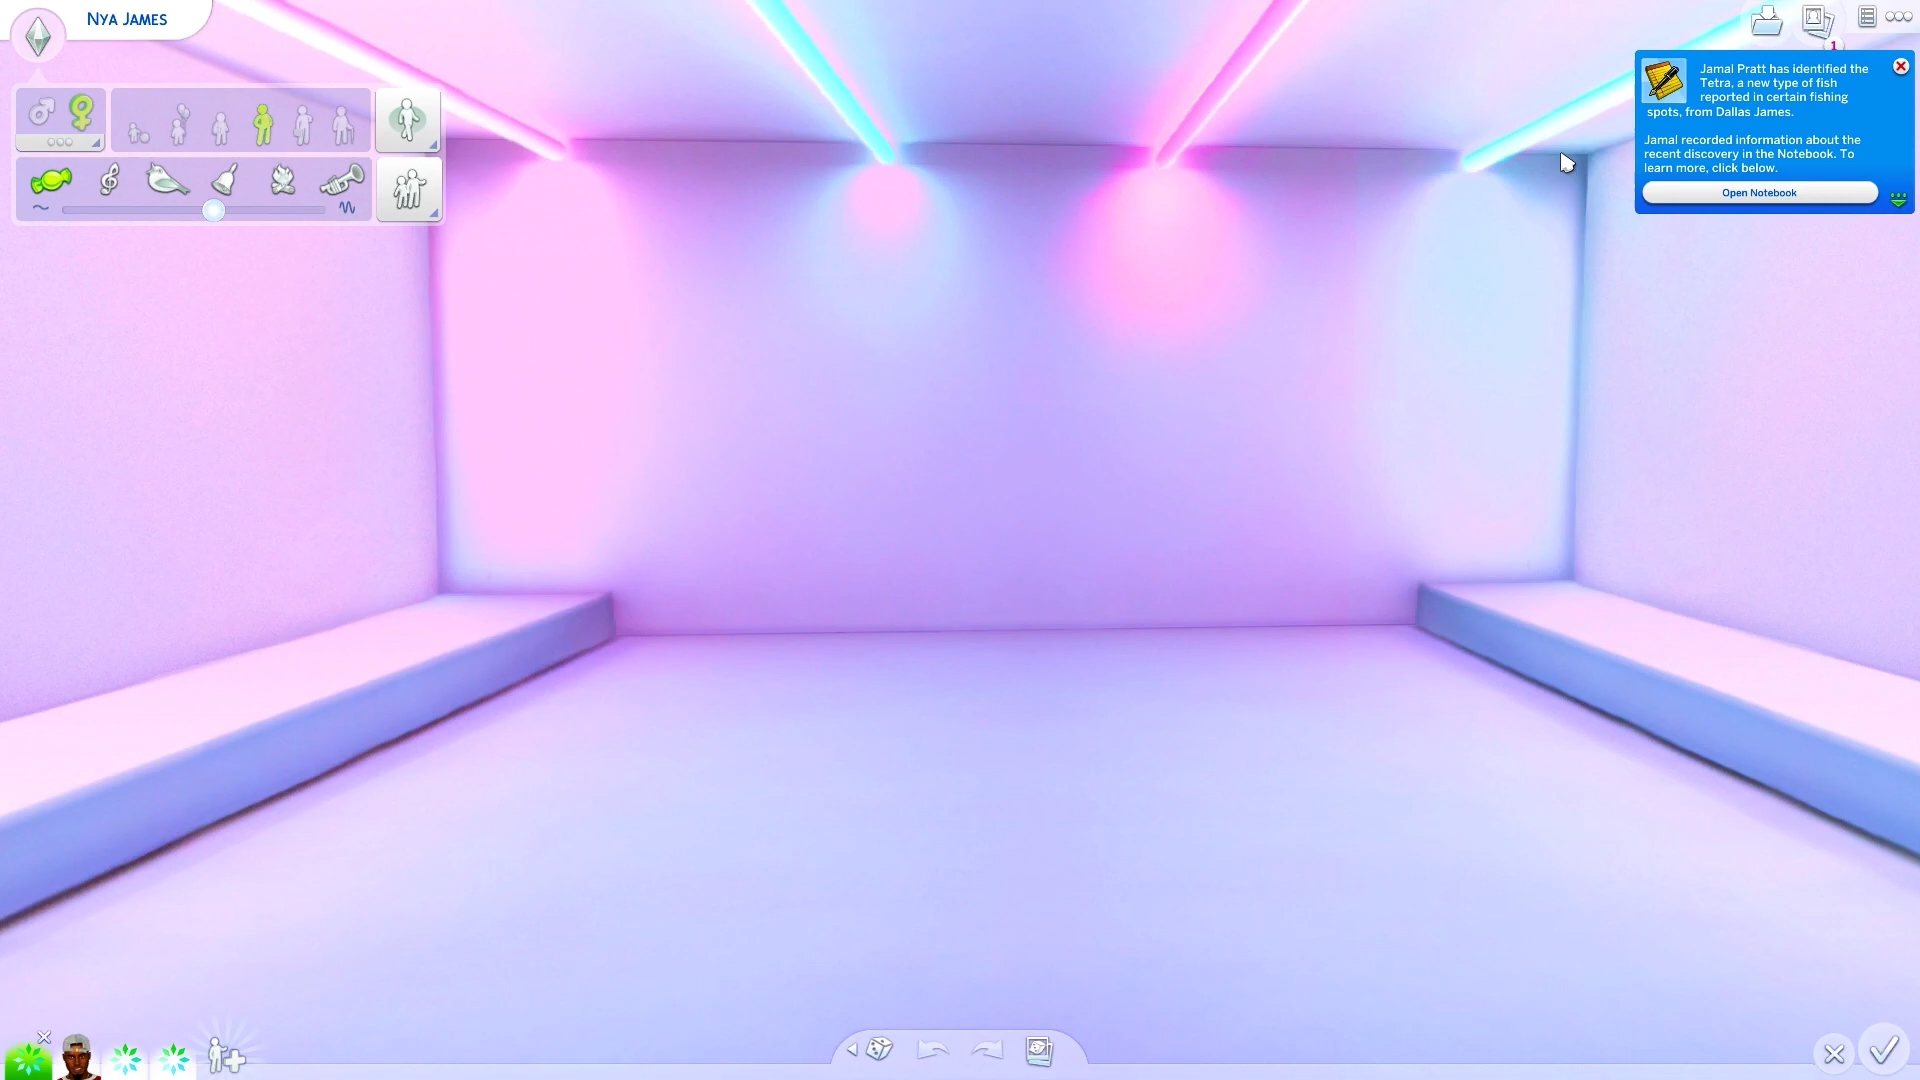 NYA JAMES
1
Jamal Pratt has identified the
Tetra, a new type of fish
reported in certain fishing
spots, from Dallas James.
Jamal recorded information about the
recent discovery in the Notebook. To
learn more, click below.
Open Notebook